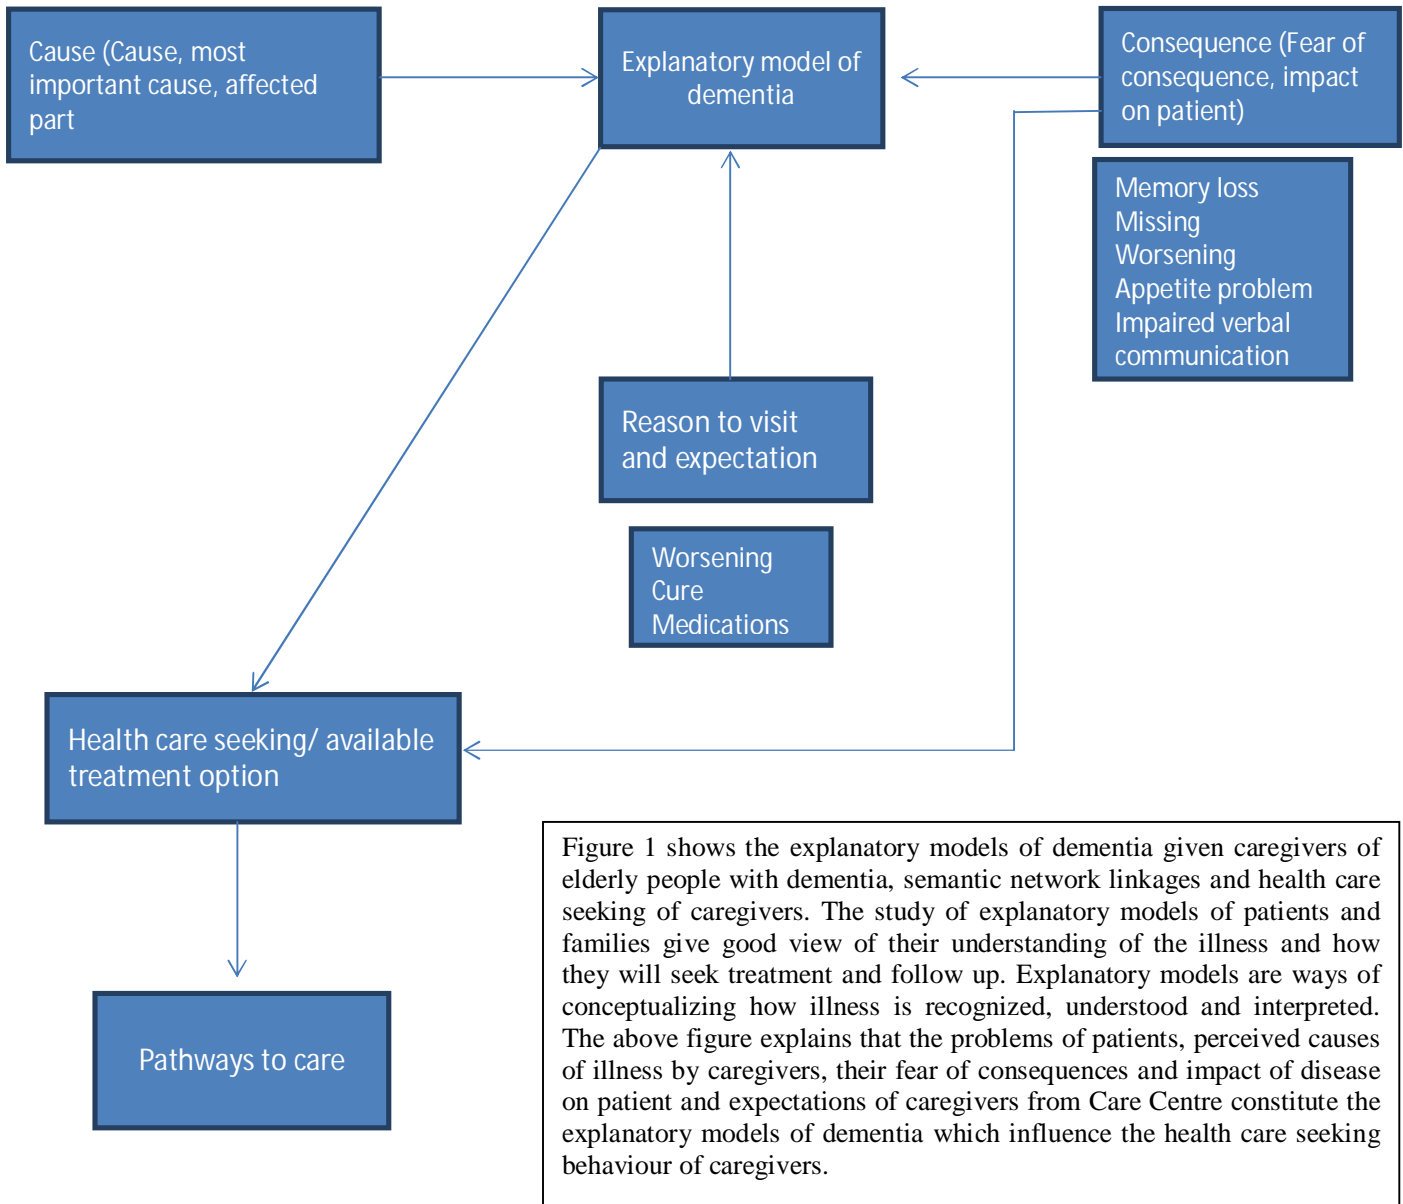 Cause (Cause, most
important cause, affected
part
Explanatory model of
dementia
Consequence (Fear of
consequence, impact
on patient)
Memory loss
Missing
Worsening
Appetite problem
Impaired verbal
communication
Reason to visit
and expectation
Worsening
Cure
Medications
Health care seeking/ available
treatment option
Pathways to care
Figure 1 shows the explanatory models of dementia given caregivers of
elderly people with dementia, semantic network linkages and health care
seeking of caregivers. The study of explanatory models of patients and
families give good view of their understanding of the illness and how
they will seek treatment and follow up. Explanatory models are ways of
conceptualizing how illness is recognized, understood and interpreted.
The above figure explains that the problems of patients, perceived causes
of illness by caregivers, their fear of consequences and impact of disease
on patient and expectations of caregivers from Care Centre constitute the
explanatory models of dementia which influence the health care seeking
behaviour of caregivers.